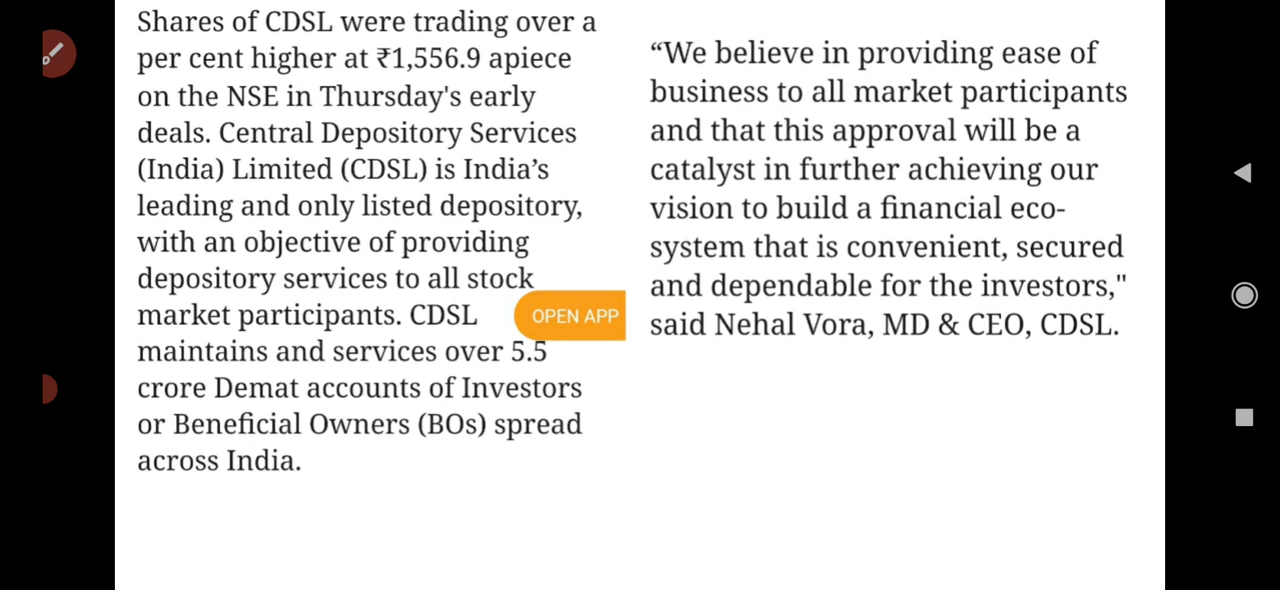 Shares of CDSL were trading over a
per cent higher at ₹1,556.9 apiece
on the NSE in Thursday's early
deals. Central Depository Services
(India) Limited (CDSL) is India’s
leading and only listed depository,
with an objective of providing
depository services to all stock
market participants. CDSL
OPEN APP
maintains and services over 5.5
crore Demat accounts of Investors
or Beneficial Owners (BOs) spread
across India.
“We believe in providing ease of
business to all market participants
and that this approval will be a
catalyst in further achieving our
vision to build a financial eco-
system that is convenient, secured
and dependable for the investors,"
said Nehal Vora, MD & CEO, CDSL.